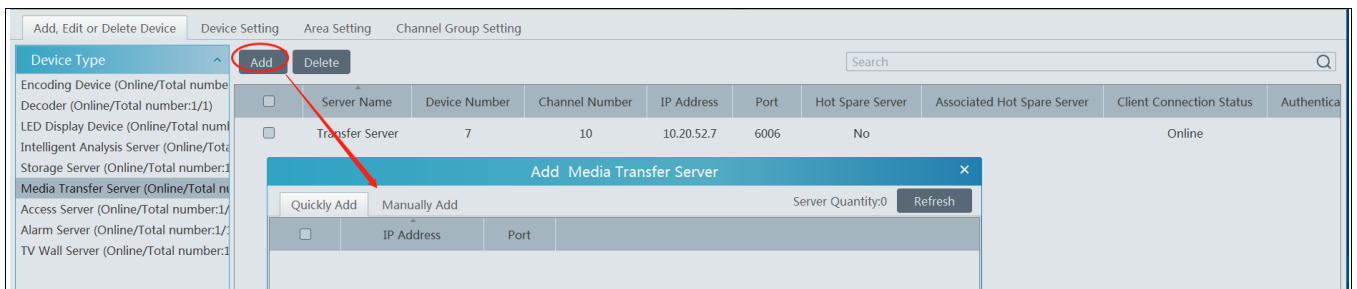 Add, Edit or Delete Device Device Setting Area Setting Channel Group Setting
Device Type
Add Delete Search
Encoding Device (Online/Total numbe
Decoder (Online/Total number:1/1)
LED Display Device (Online/Total num
Intelligent Analysis Server (Online/Tota
Storage Server (Online/Total number:1
Media Transfer Server (Online/Total nu
Access Server (Online/Total number:1/
Alarm Server (Online/Total number:1/
TV Wall Server (Online/Total number:1
Server Name Device Number Channel Number IP Address Port Hot Spare Server Associated Hot Spare Server Client Connection Status Authentica
Transfer Server 7 10 10.20.52.7 6006 No Online
Add Media Transfer Server
Quickly Add Manually Add Server Quantity:0 Refresh
IP Address Port